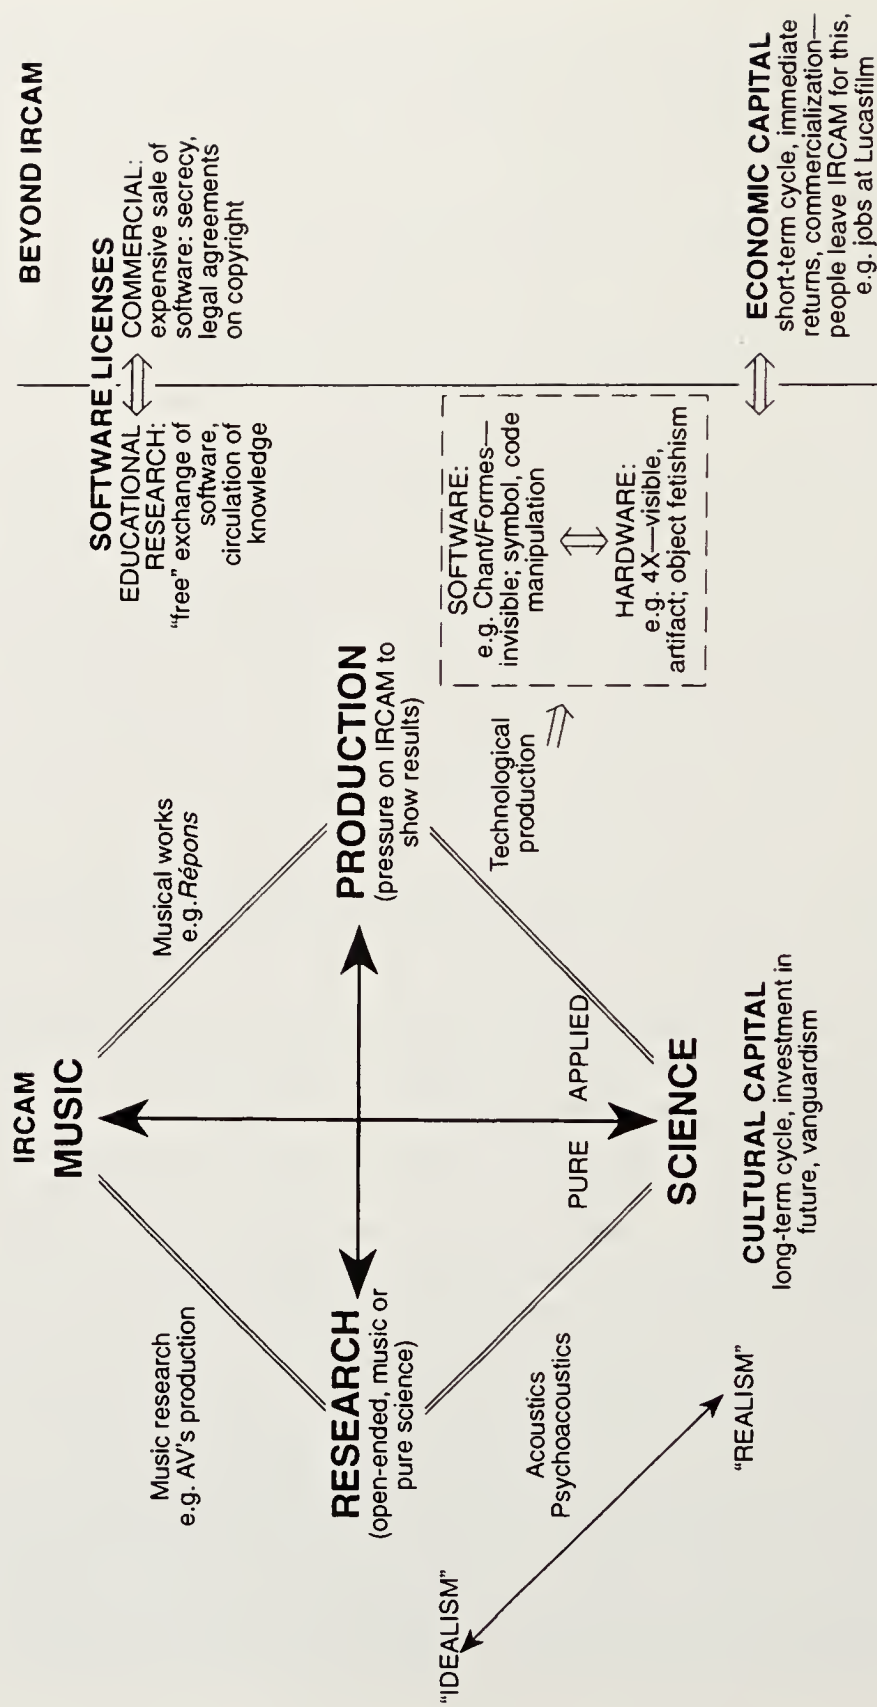 IRCAM
MUSIC
BEYOND IRCAM
Music research
e.g. AV's production
Musical works
e.g. Répons
SOFTWARE LICENSES
EDUCATIONAL
RESEARCH:
“free” exchange of
software,
circulation of
knowledge
COMMERCIAL:
expensive sale of
software: secrecy,
legal agreements
on copyright
RESEARCH
(open-ended, music or
pure science)
PRODUCTION
(pressure on IRCAM to
show results)
“IDEALISM”
Acoustics
Psychoacoustics
PURE
APPLIED
Technological
production
SOFTWARE:
e.g. Chant/Formes—
invisible; symbol, code
manipulation
HARDWARE:
e.g. 4X—visible,
artifact; object fetishism
SCIENCE
“REALISM”
CULTURAL CAPITAL
long-term cycle, investment in
future, vanguardism
ECONOMIC CAPITAL
short-term cycle, immediate
returns, commercialization—
people leave IRCAM for this,
e.g. jobs at Lucasfilm